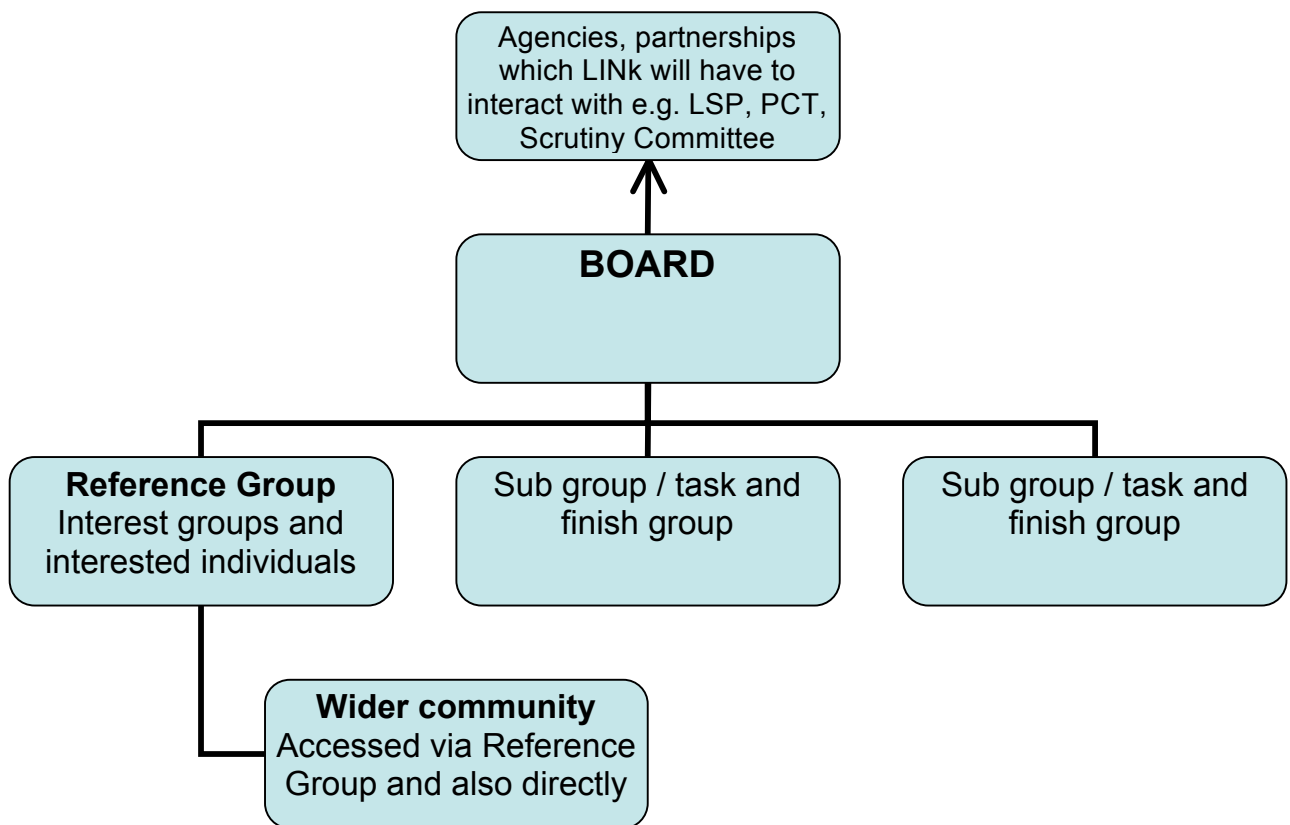 Agencies, partnerships
which LINk will have to
interact with e.g. LSP, PCT,
Scrutiny Committee
BOARD
Reference Group
Interest groups and
interested individuals
Sub group / task and
finish group
Sub group / task and
finish group
Wider community
Accessed via Reference
Group and also directly